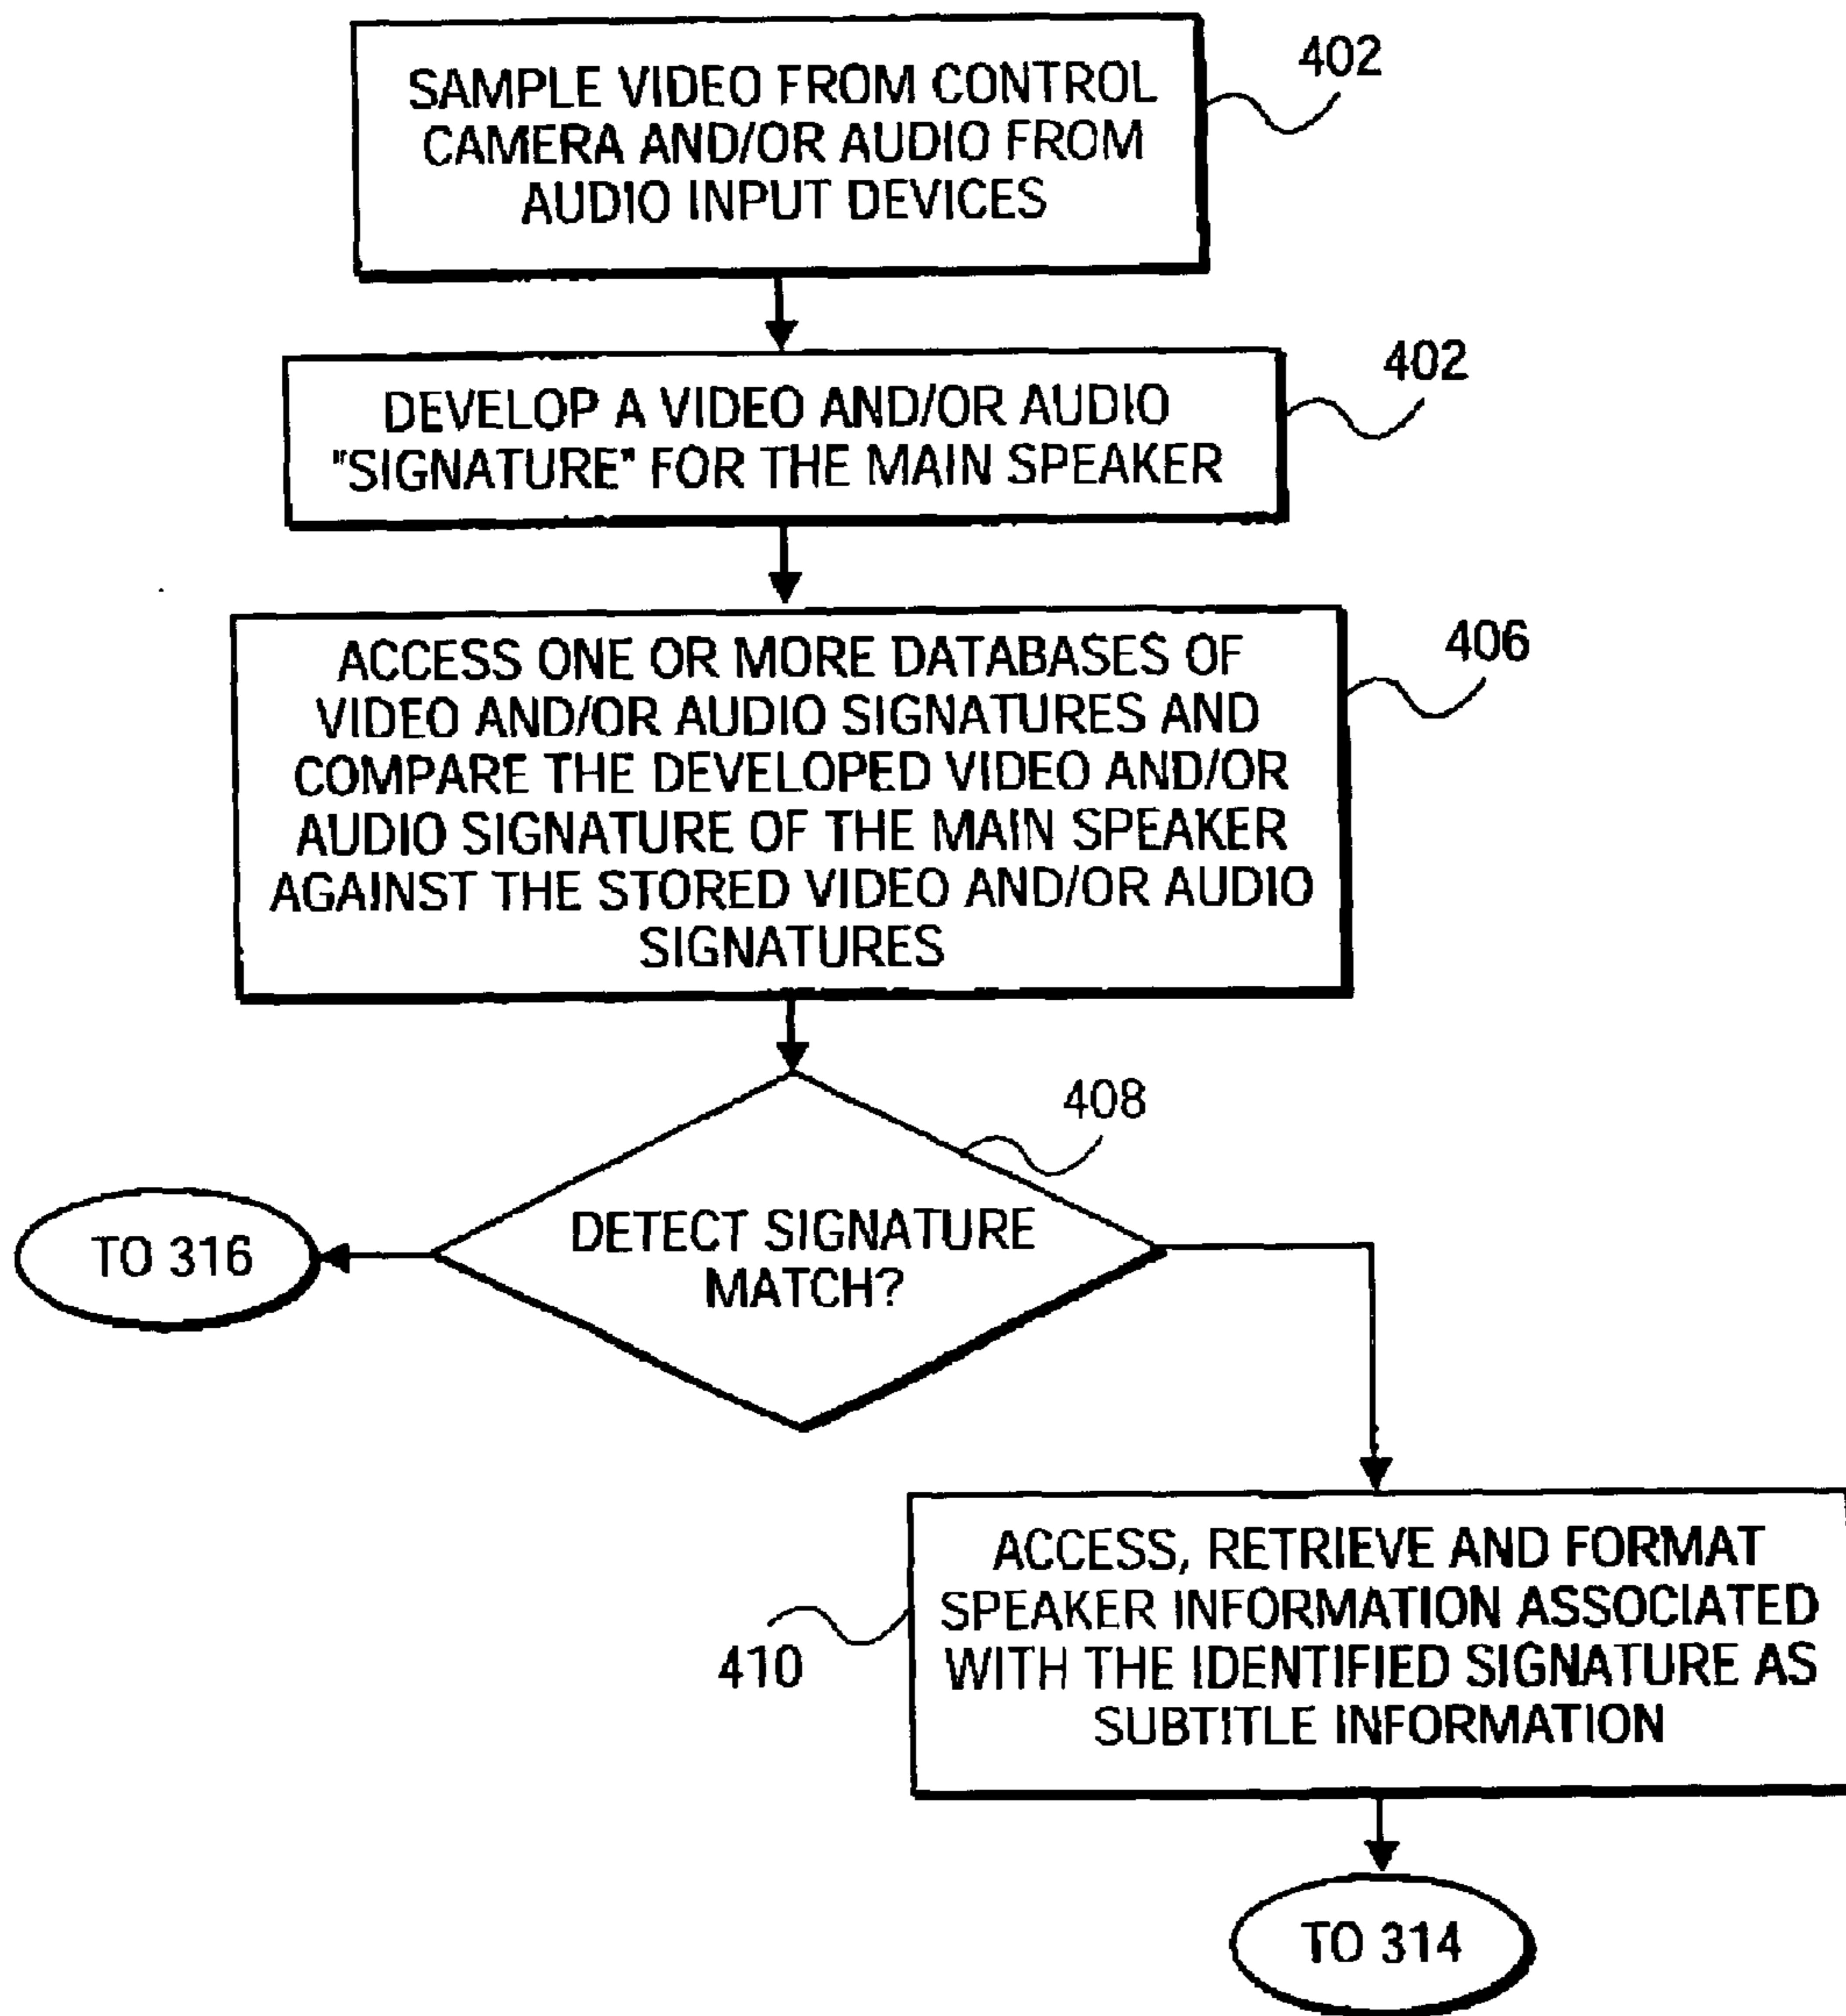 SAMPLE VIDEO FROM CONTROL
CAMERA AND/OR AUDIO FROM
AUDIO INPUT DEVICES
402
DEVELOP A VIDEO AND/OR AUDIO
"SIGNATURE" FOR THE MAIN SPEAKER
402
ACCESS ONE OR MORE DATABASES OF
VIDEO AND/OR AUDIO SIGNATURES AND
COMPARE THE DEVELOPED VIDEO AND/OR
AUDIO SIGNATURE OF THE MAIN SPEAKER
AGAINST THE STORED VIDEO AND/OR AUDIO
SIGNATURES
406
408
DETECT SIGNATURE
MATCH?
TO 316
ACCESS, RETRIEVE AND FORMAT
SPEAKER INFORMATION ASSOCIATED
WITH THE IDENTIFIED SIGNATURE AS
SUBTITLE INFORMATION
410
TO 314